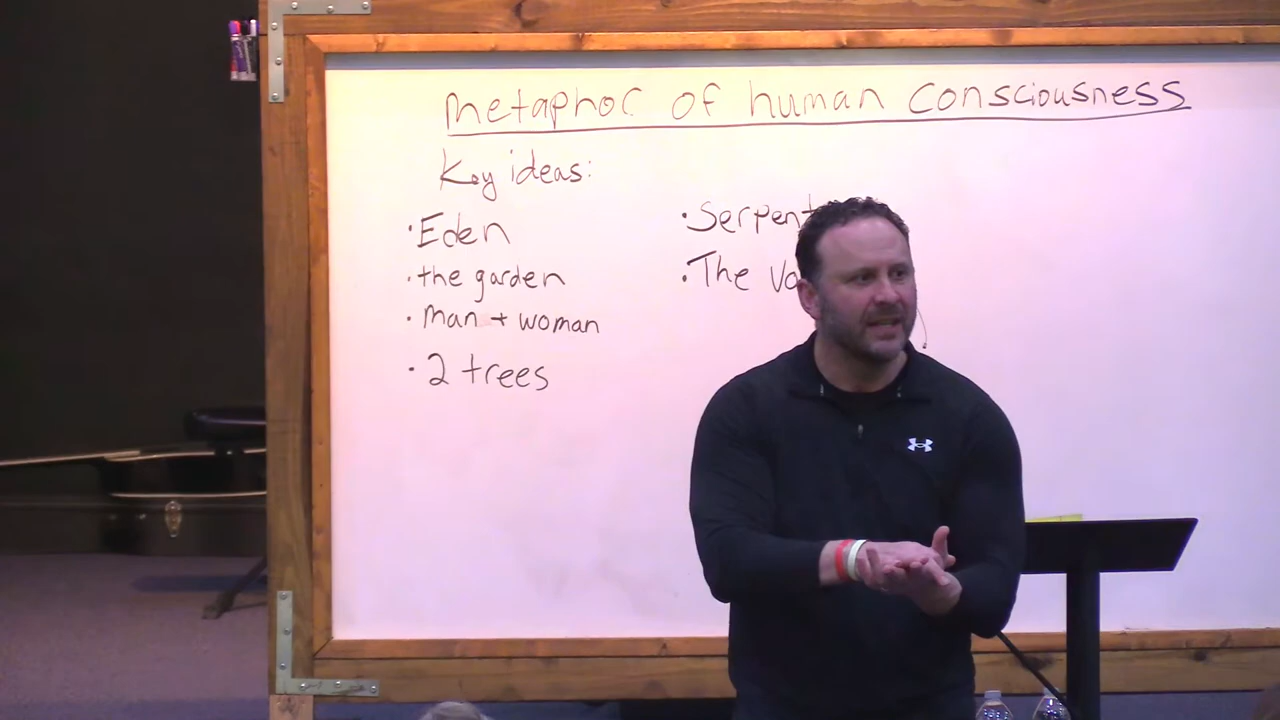 metaphor of human consciousness
Key ideas:
• Eden
• the garden
• man + woman
• 2 trees
• Serpent
• The